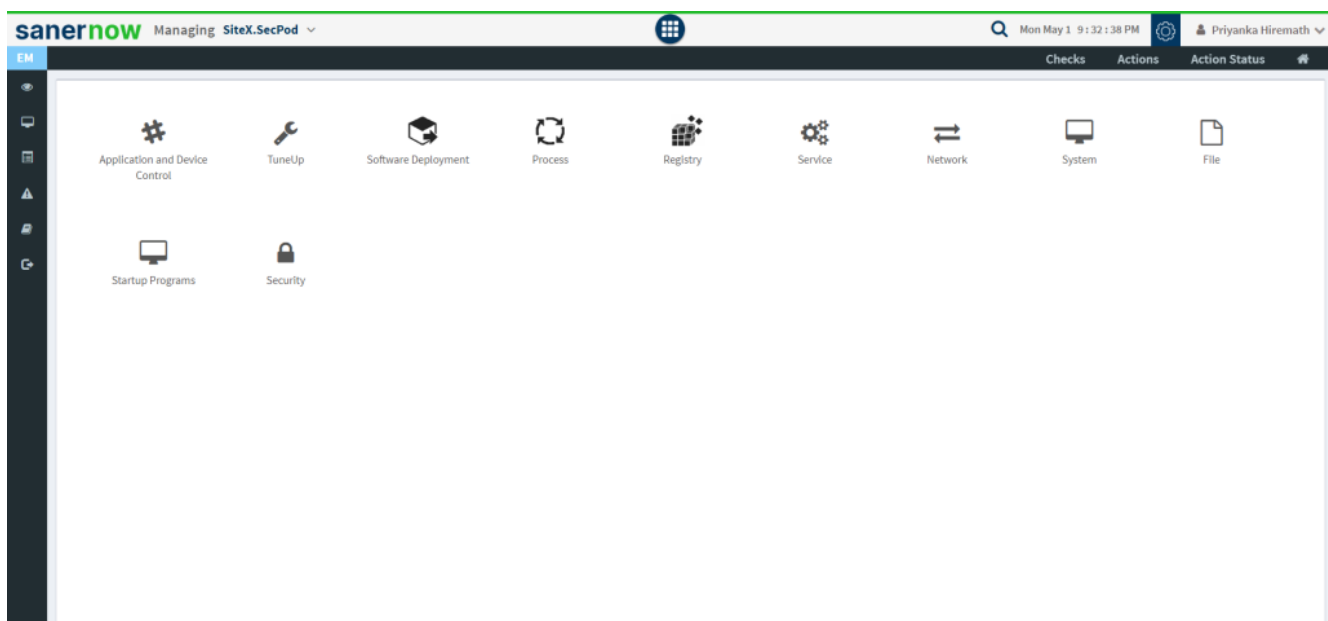 sanernow Managing SiteX.SecPod Mon May 1 9:32:38 PM Priyanka Hiremath
EM Checks Actions Action Status
Application and Device Control
TuneUp
Software Deployment
Process
Registry
Service
Network
System
File
Startup Programs
Security